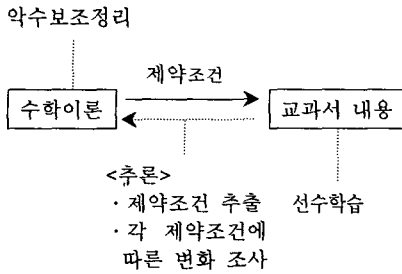 악수보조정리
제약조건
수학이론
교과서 내용
<추론>
· 제약조건 추출
· 각 제약조건에
따른 변화 조사
선수학습